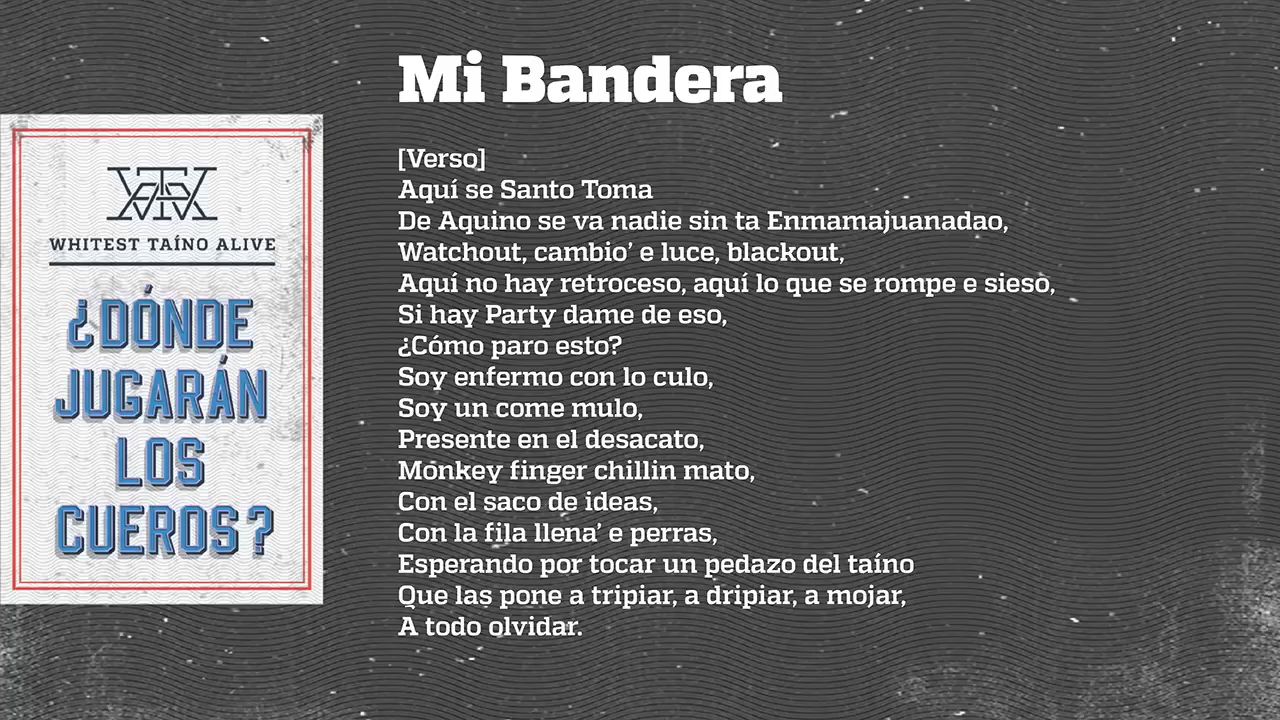 Mi Bandera
[Verso]
Aquí se Santo Toma
De Aquino se va nadie sin ta Enmamajuanadao,
Watchout, cambio’ e luce, blackout,
Aquí no hay retroceso, aquí lo que se rompe e sieso,
Si hay Party dame de eso,
¿Cómo paro esto?
Soy enfermo con lo culo,
Soy un come mulo,
Presente en el desacato,
Monkey finger chillin mato,
Con el saco de ideas,
Con la fila llena’ e perras,
Esperando por tocar un pedazo del taíno
Que las pone a tripiar, a dripiar, a mojar,
A todo olvidar.
WTA
WHITEST TAÍNO ALIVE
¿DÓNDE
JUGARÁN
LOS
CUEROS?